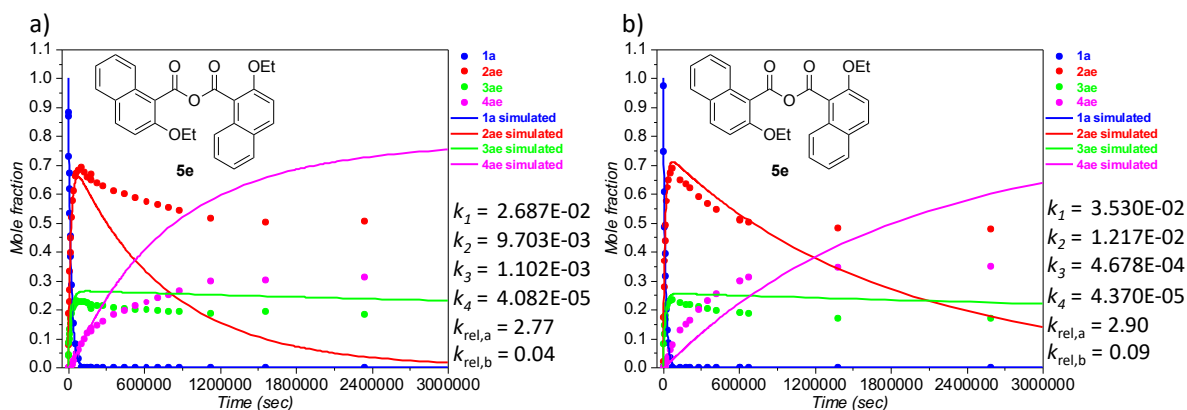 a)
1.1
1.0
0.9
0.8
0.7
0.6
0.5
0.4
0.3
0.2
0.1
0.0
Mole fraction
0 600000 1200000 1800000 2400000 3000000
Time (sec)
O O OEt
O
OEt
5e
1a
2ae
3ae
4ae
1a simulated
2ae simulated
3ae simulated
4ae simulated
k1 = 2.687E-02
k2 = 9.703E-03
k3 = 1.102E-03
k4 = 4.082E-05
krel,a = 2.77
krel,b = 0.04
b)
1.1
1.0
0.9
0.8
0.7
0.6
0.5
0.4
0.3
0.2
0.1
0.0
Mole fraction
0 600000 1200000 1800000 2400000 3000000
Time (sec)
O O OEt
O
OEt
5e
1a
2ae
3ae
4ae
1a simulated
2ae simulated
3ae simulated
4ae simulated
k1 = 3.530E-02
k2 = 1.217E-02
k3 = 4.678E-04
k4 = 4.370E-05
krel,a = 2.90
krel,b = 0.09